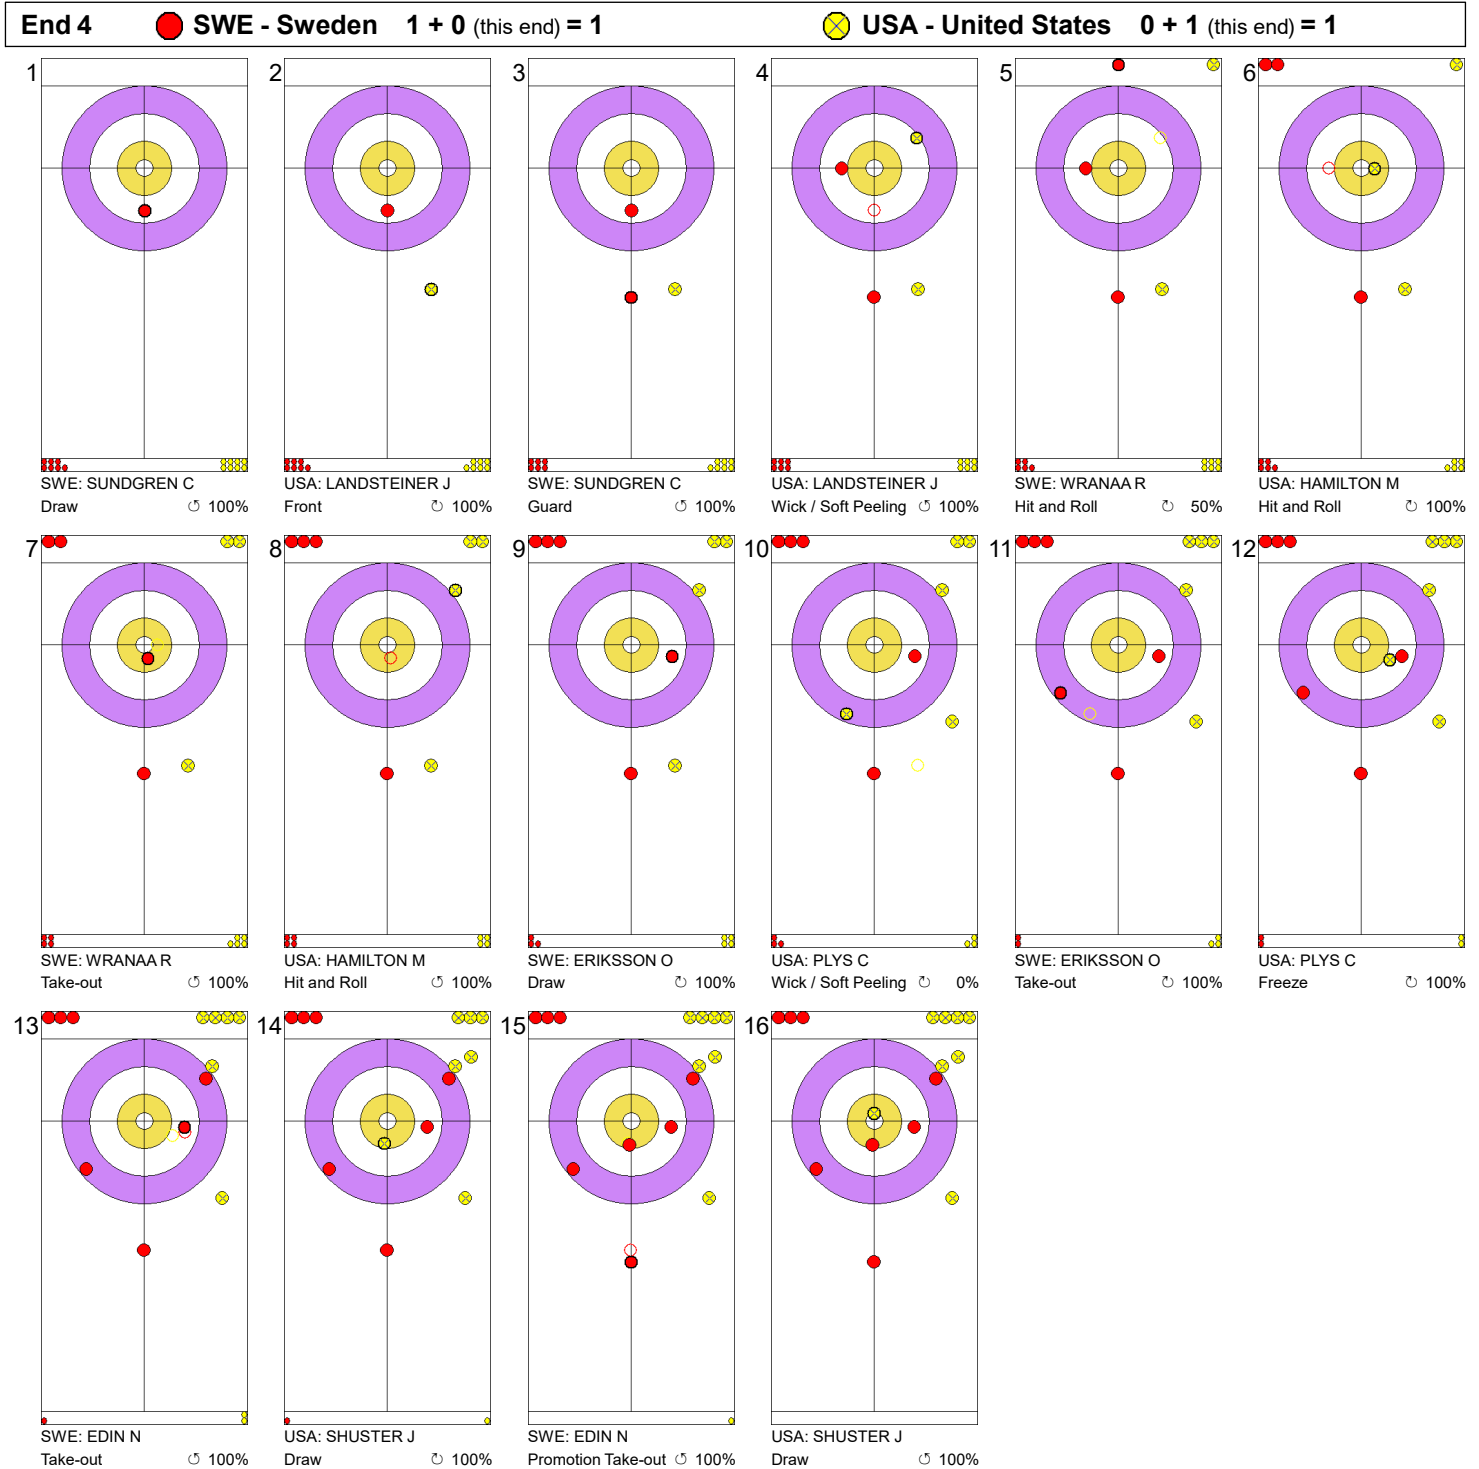 End 4 SWE - Sweden 1 + 0 (this end) = 1 USA - United States 0 + 1 (this end) = 1
1 2 3 4 5 6
SWE: SUNDGREN C USA: LANDSTEINER J SWE: SUNDGREN C USA: LANDSTEINER J SWE: WRANAA R USA: HAMILTON M
Draw ↺ 100% Front ↻ 100% Guard ↺ 100% Wick / Soft Peeling ↺ 100% Hit and Roll ↻ 50% Hit and Roll ↻ 100%
7 8 9 10 11 12
SWE: WRANAA R USA: HAMILTON M SWE: ERIKSSON O USA: PLYS C SWE: ERIKSSON O USA: PLYS C
Take-out ↺ 100% Hit and Roll ↺ 100% Draw ↺ 100% Wick / Soft Peeling ↻ 0% Take-out ↺ 100% Freeze ↻ 100%
13 14 15 16
SWE: EDIN N USA: SHUSTER J SWE: EDIN N USA: SHUSTER J
Take-out ↺ 100% Draw ↺ 100% Promotion Take-out ↺ 100% Draw ↺ 100%